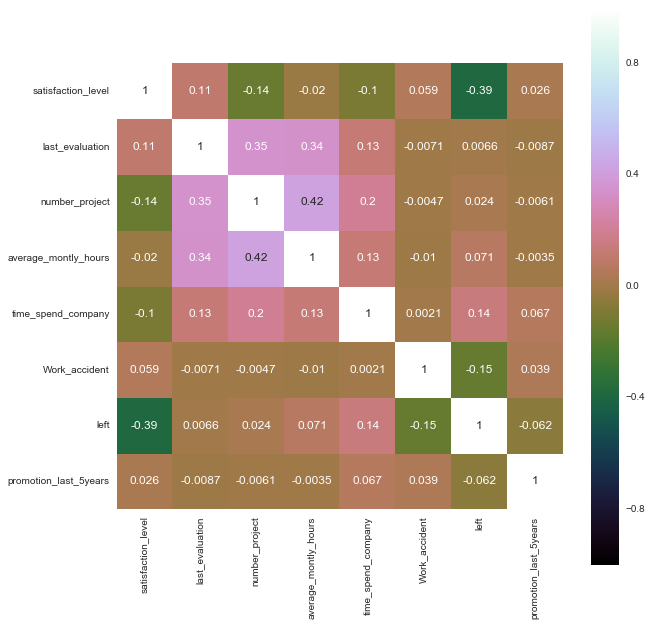 satisfaction_level 1 0.11 -0.14 -0.02 -0.1 0.059 -0.39 0.026
last_evaluation 0.11 1 0.35 0.34 0.13 -0.0071 0.0066 -0.0087
number_project -0.14 0.35 1 0.42 0.2 -0.0047 0.024 -0.0061
average_montly_hours -0.02 0.34 0.42 1 0.13 -0.01 0.071 -0.0035
time_spend_company -0.1 0.13 0.2 0.13 1 0.0021 0.14 0.067
Work_accident 0.059 -0.0071 -0.0047 -0.01 0.0021 1 -0.15 0.039
left -0.39 0.0066 0.024 0.071 0.14 -0.15 1 -0.062
promotion_last_5years 0.026 -0.0087 -0.0061 -0.0035 0.067 0.039 -0.062 1
satisfaction_level
last_evaluation
number_project
average_montly_hours
time_spend_company
Work_accident
left
promotion_last_5years
0.8
0.4
0.0
-0.4
-0.8